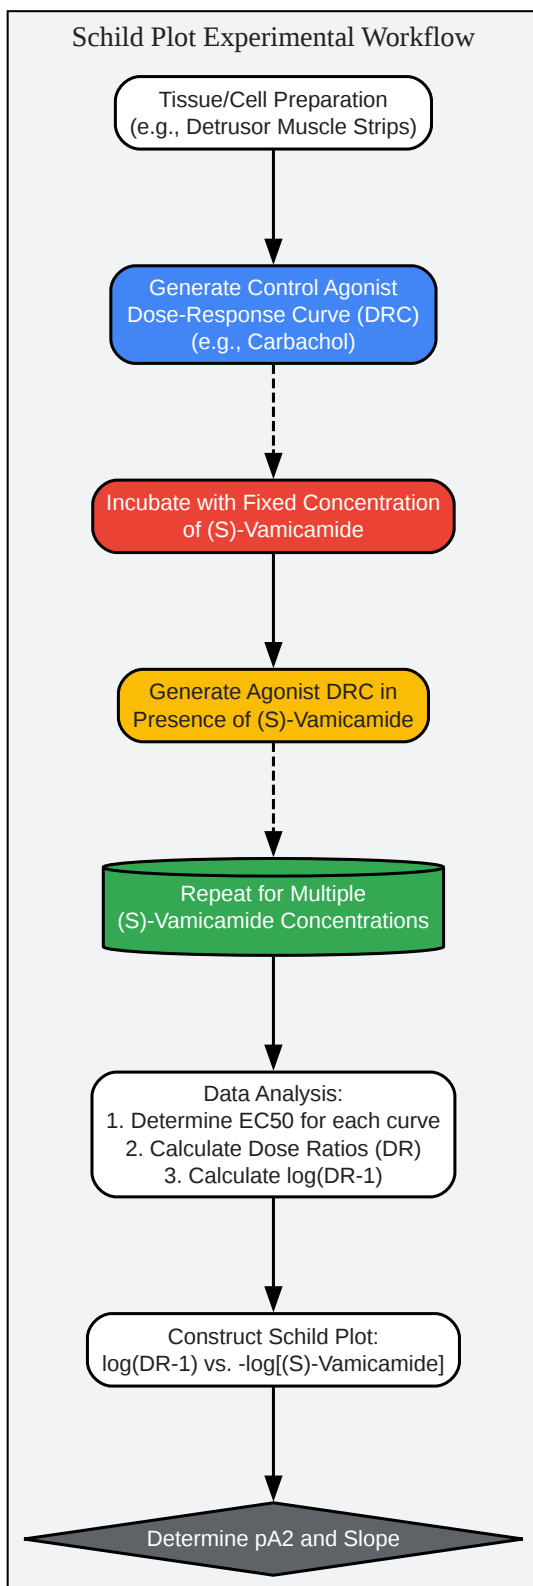 Schild Plot Experimental Workflow
Tissue/Cell Preparation
(e.g., Detrusor Muscle Strips)
Generate Control Agonist
Dose-Response Curve (DRC)
(e.g., Carbachol)
Incubate with Fixed Concentration
of (S)-Vamicamide
Generate Agonist DRC in
Presence of (S)-Vamicamide
Repeat for Multiple
(S)-Vamicamide Concentrations
Data Analysis:
1. Determine EC50 for each curve
2. Calculate Dose Ratios (DR)
3. Calculate log(DR-1)
Construct Schild Plot:
log(DR-1) vs. -log[(S)-Vamicamide]
Determine pA2 and Slope